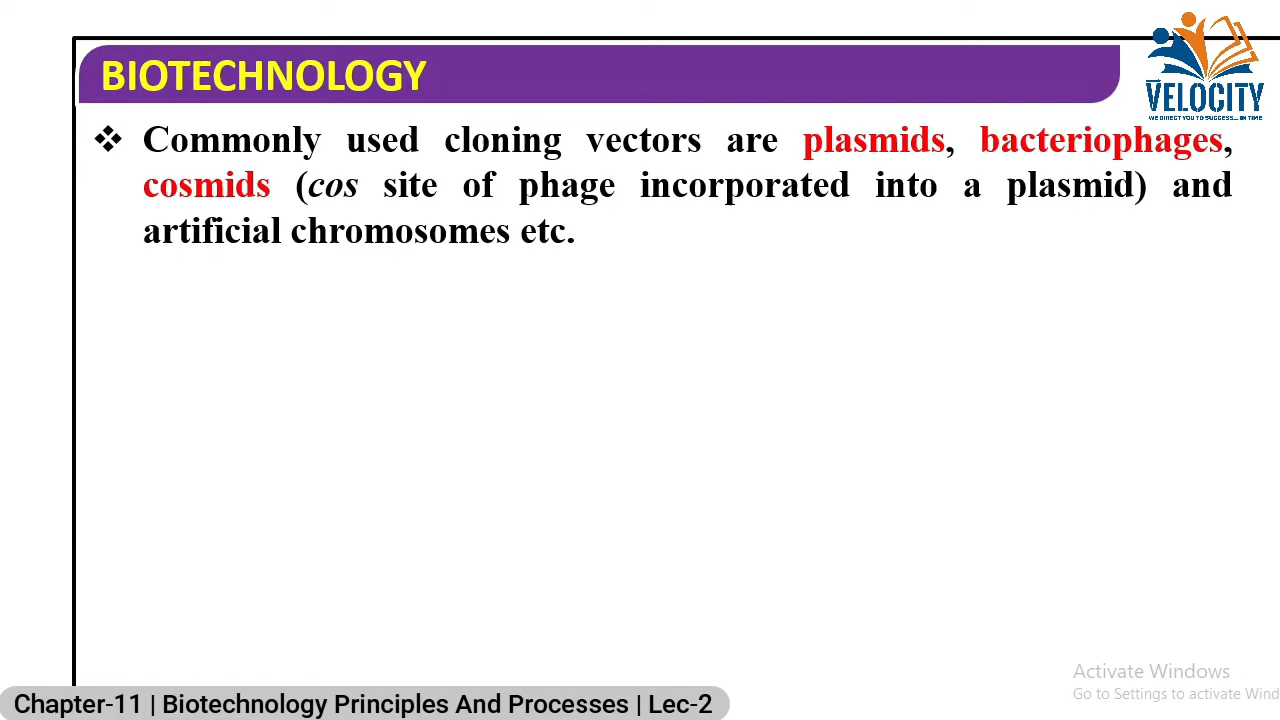 BIOTECHNOLOGY
VELOCITY
WE DIRECT YOU TO SUCCESS.... IN TIME
❖ Commonly used cloning vectors are plasmids, bacteriophages,
cosmids (cos site of phage incorporated into a plasmid) and
artificial chromosomes etc.
Activate Windows
Go to Settings to activate Wind
Chapter-11 | Biotechnology Principles And Processes | Lec-2